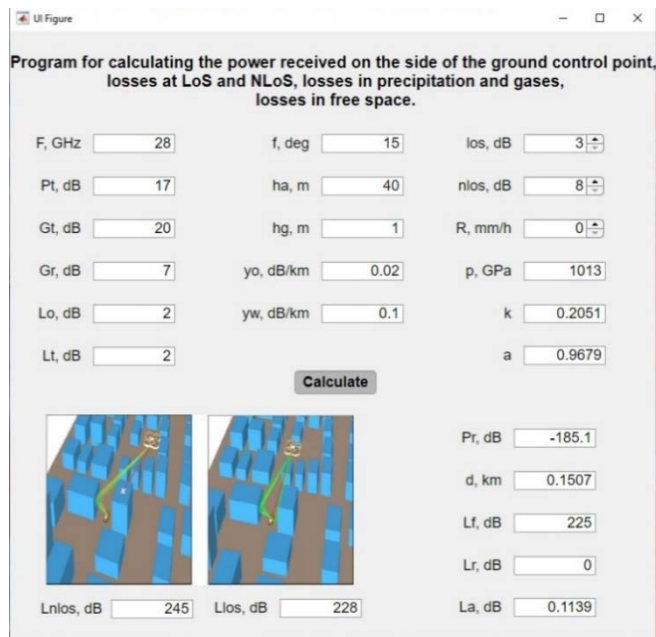 UI Figure
Program for calculating the power received on the side of the ground control point,
losses at LoS and NLoS, losses in precipitation and gases,
losses in free space.
F, GHz 28 f, deg 15 los, dB 3
Pt, dB 17 ha, m 40 nlos, dB 8
Gt, dB 20 hg, m 1 R, mm/h 0
Gr, dB 7 yo, dB/km 0.02 p, GPa 1013
Lo, dB 2 yw, dB/km 0.1 k 0.2051
Lt, dB 2 a 0.9679
Calculate
Pr, dB -185.1
d, km 0.1507
Lf, dB 225
Lr, dB 0
Lnlos, dB 245 Llos, dB 228 La, dB 0.1139